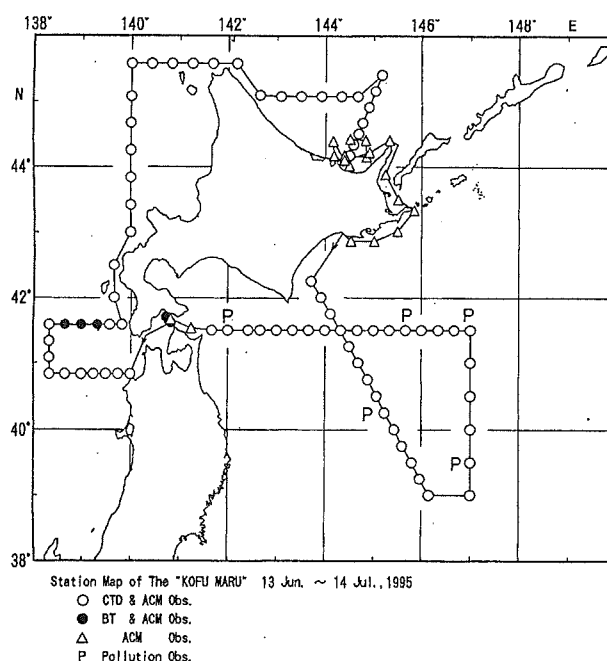 138° 140° 142° 144° 146° 148° E
N
44°
42°
P P P
P
40°
P
38°
Station Map of The "KOFU MARU" 13 Jun. ~ 14 Jul., 1995
○ CTD & ACM Obs.
● BT & ACM Obs.
△ ACM Obs.
P Pollution Obs.